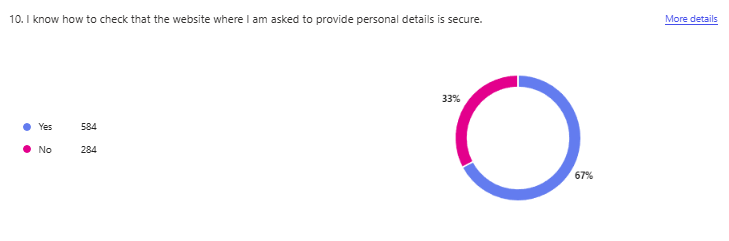 10. I know how to check that the website where I am asked to provide personal details is secure.
More details
33%
Yes 584
No 284
67%